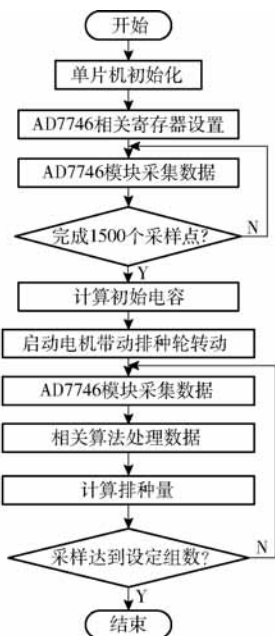 开始
单片机初始化
AD7746相关寄存器设置
AD7746模块采集数据
完成1500个采样点?
N
Y
计算初始电容
启动电机带动排种轮转动
AD7746模块采集数据
相关算法处理数据
计算排种量
采样达到设定组数?
N
Y
结束